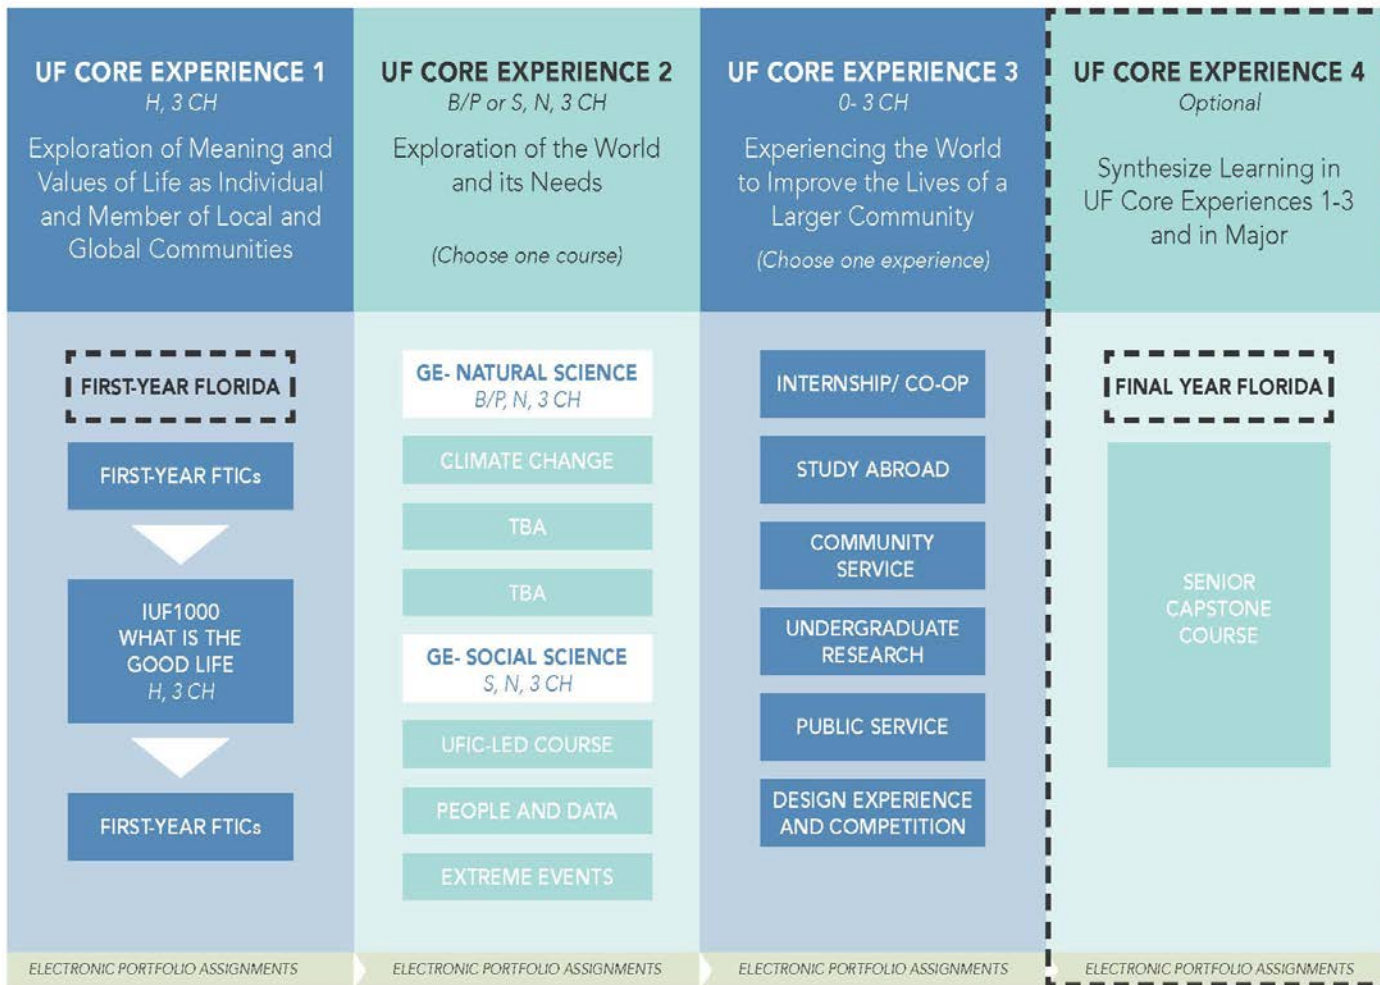 UF CORE EXPERIENCE 1
H, 3 CH
Exploration of Meaning and
Values of Life as Individual
and Member of Local and
Global Communities
FIRST-YEAR FLORIDA
FIRST-YEAR FTICs
IUF1000
WHAT IS THE
GOOD LIFE
H, 3 CH
FIRST-YEAR FTICs
ELECTRONIC PORTFOLIO ASSIGNMENTS
UF CORE EXPERIENCE 2
B/P or S, N, 3 CH
Exploration of the World
and its Needs
(Choose one course)
GE- NATURAL SCIENCE
B/P, N, 3 CH
CLIMATE CHANGE
TBA
TBA
GE- SOCIAL SCIENCE
S, N, 3 CH
UFIC-LED COURSE
PEOPLE AND DATA
EXTREME EVENTS
ELECTRONIC PORTFOLIO ASSIGNMENTS
UF CORE EXPERIENCE 3
0- 3 CH
Experiencing the World
to Improve the Lives of a
Larger Community
(Choose one experience)
INTERNSHIP/ CO-OP
STUDY ABROAD
COMMUNITY
SERVICE
UNDERGRADUATE
RESEARCH
PUBLIC SERVICE
DESIGN EXPERIENCE
AND COMPETITION
ELECTRONIC PORTFOLIO ASSIGNMENTS
UF CORE EXPERIENCE 4
Optional
Synthesize Learning in
UF Core Experiences 1-3
and in Major
FINAL YEAR FLORIDA
SENIOR
CAPSTONE
COURSE
ELECTRONIC PORTFOLIO ASSIGNMENTS